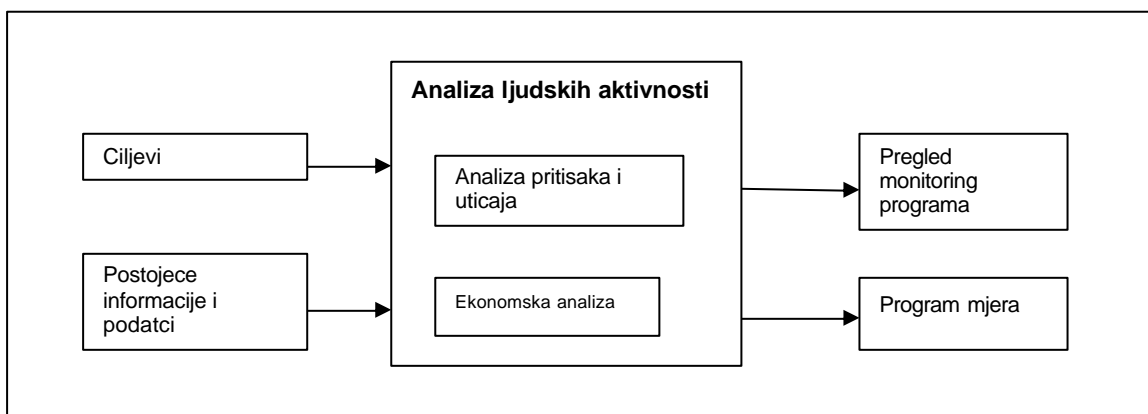 Analiza ljudskih aktivnosti
Ciljevi
Postojece
informacije i
podatci
Analiza pritisaka i
uticaja
Ekonomska analiza
Pregled
monitoring
programa
Program mjera